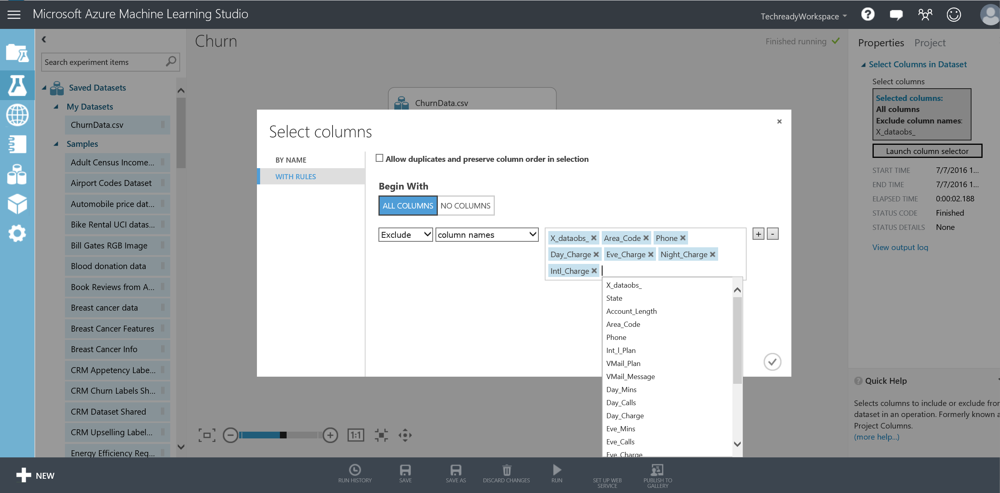 Microsoft Azure Machine Learning Studio
TechreadyWorkspace
Search experiment items
Saved Datasets
My Datasets
ChurnData.csv
Samples
Adult Census Income...
Airport Codes Dataset
Automobile price dat...
Bike Rental UCI datas...
Bill Gates RGB Image
Blood donation data
Book Reviews from A...
Breast cancer data
Breast Cancer Features
Breast Cancer Info
CRM Appetency Labe...
CRM Churn Labels Sh...
CRM Dataset Shared
CRM Upselling Label...
Energy Efficiency Reg...
Churn
Finished running
ChurnData.csv
Select columns
BY NAME
WITH RULES
Allow duplicates and preserve column order in selection
Begin With
ALL COLUMNS NO COLUMNS
Exclude column names
X_dataobs_ Area_Code Phone
Day_Charge Eve_Charge Night_Charge
Intl_Charge
+ -
X_dataobs_
State
Account_Length
Area_Code
Phone
Int_l_Plan
VMail_Plan
VMail_Message
Day_Mins
Day_Calls
Day_Charge
Eve_Mins
Eve_Calls
Eve_Charge
1:1
Properties Project
Select Columns in Dataset
Select columns
Selected columns:
All columns
Exclude column names:
X_dataobs_
Launch column selector
START TIME 7/7/2016 1...
END TIME 7/7/2016 1...
ELAPSED TIME 0:00:02.188
STATUS CODE Finished
STATUS DETAILS None
View output log
Quick Help
Selects columns to include or exclude from
dataset in an operation. Formerly known a
Project Columns.
(more help...)
NEW
RUN HISTORY
SAVE
SAVE AS
DISCARD CHANGES
RUN
SET UP WEB
SERVICE
PUBLISH TO
GALLERY